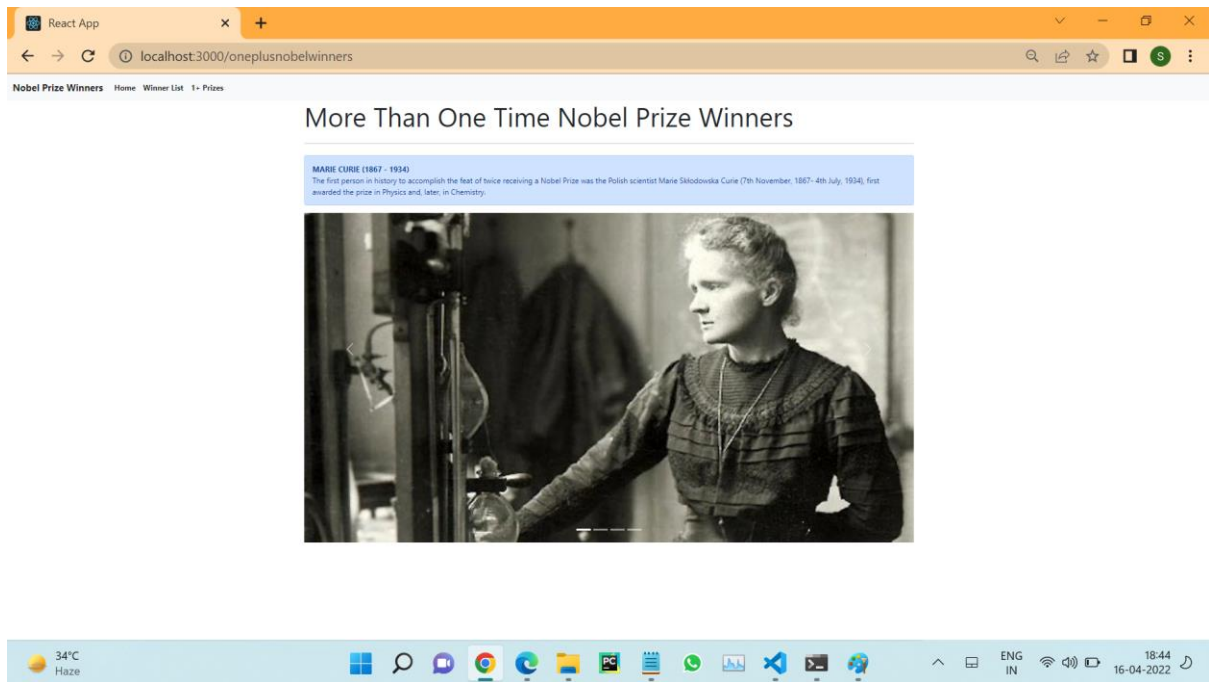 React App
localhost:3000/oneplusnobelwinners
S
Nobel Prize Winners Home Winner List 1+ Prizes
More Than One Time Nobel Prize Winners
MARIE CURIE (1867 - 1934)
The first person in history to accomplish the feat of twice receiving a Nobel Prize was the Polish scientist Marie Skłodowska Curie (7th November, 1867- 4th July, 1934), first
awarded the prize in Physics and, later, in Chemistry.
34°C
Haze
PC
ENG
IN
18:44
16-04-2022